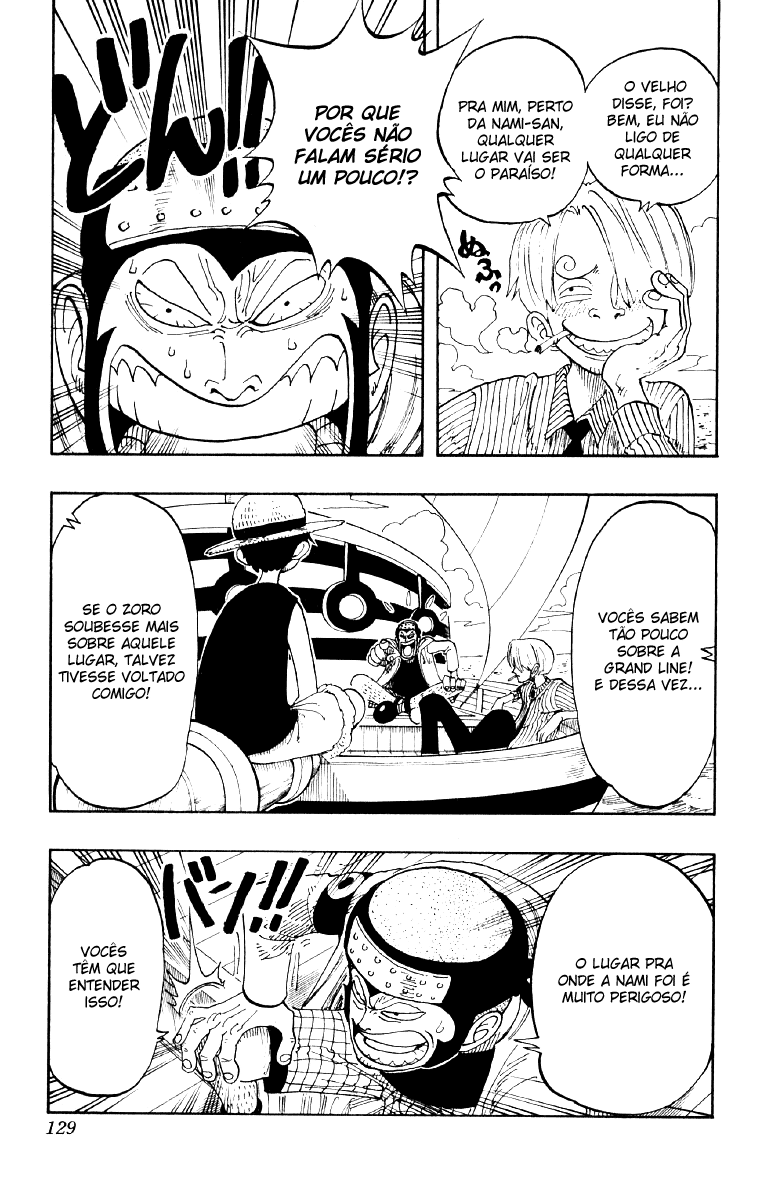 O VELHO
DISSE, FOI?
BEM, EU NÃO
LIGO DE
QUALQUER
FORMA...
PRA MIM, PERTO
DA NAMI-SAN,
QUALQUER
LUGAR VAI SER
O PARAÍSO!
ぬふっ
POR QUE
VOCÊS NÃO
FALAM SÉRIO
UM POUCO!?
どん!!
VOCÊS SABEM
TÃO POUCO
SOBRE A
GRAND LINE!
E DESSA VEZ...
SE O ZORO
SOUBESSE MAIS
SOBRE AQUELE
LUGAR, TALVEZ
TIVESSE VOLTADO
COMIGO!
O LUGAR PRA
ONDE A NAMI FOI É
MUITO PERIGOSO!
バン!!
VOCÊS
TÊM QUE
ENTENDER
ISSO!
129